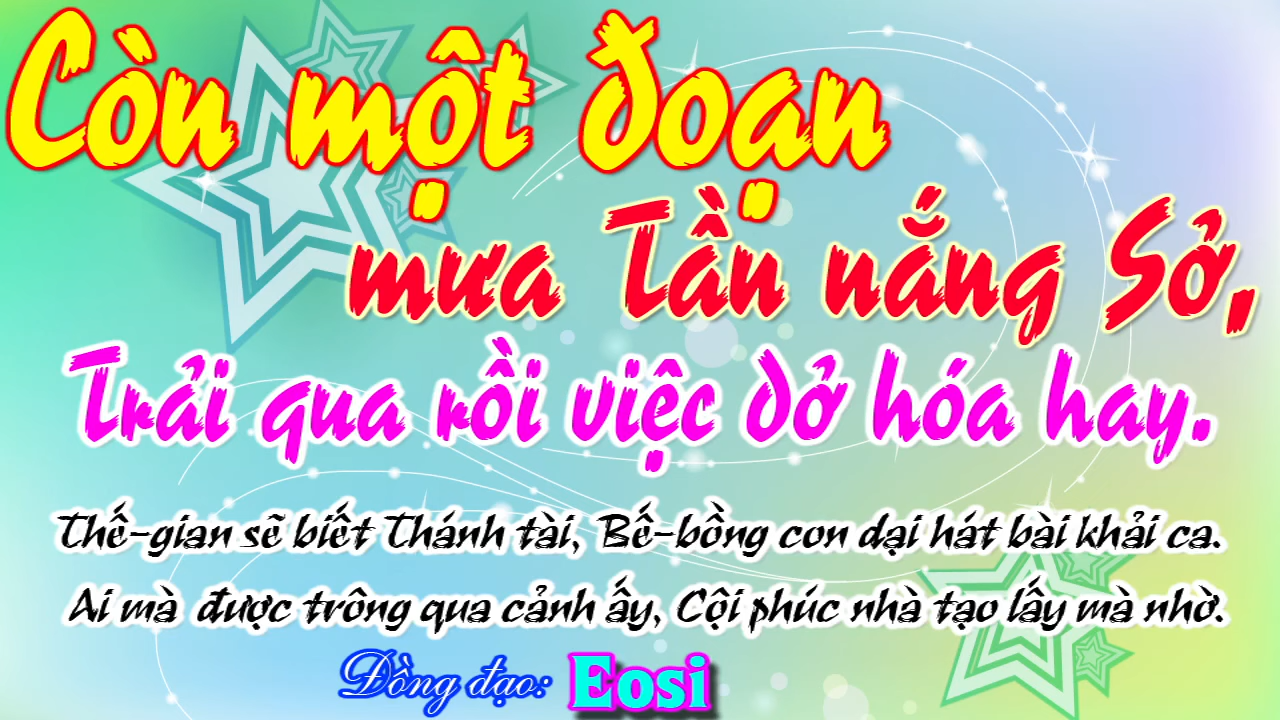 Còn một đoạn
mưa Tần nắng Sở,
Trải qua rồi việc dở hóa hay.
Thế-gian sẽ biết Thánh tài, Bế-bồng con dại hát bài khải ca.
Ai mà được trông qua cảnh ấy, Cội phúc nhà tạo lấy mà nhờ.
Đồng đạo: Eosi